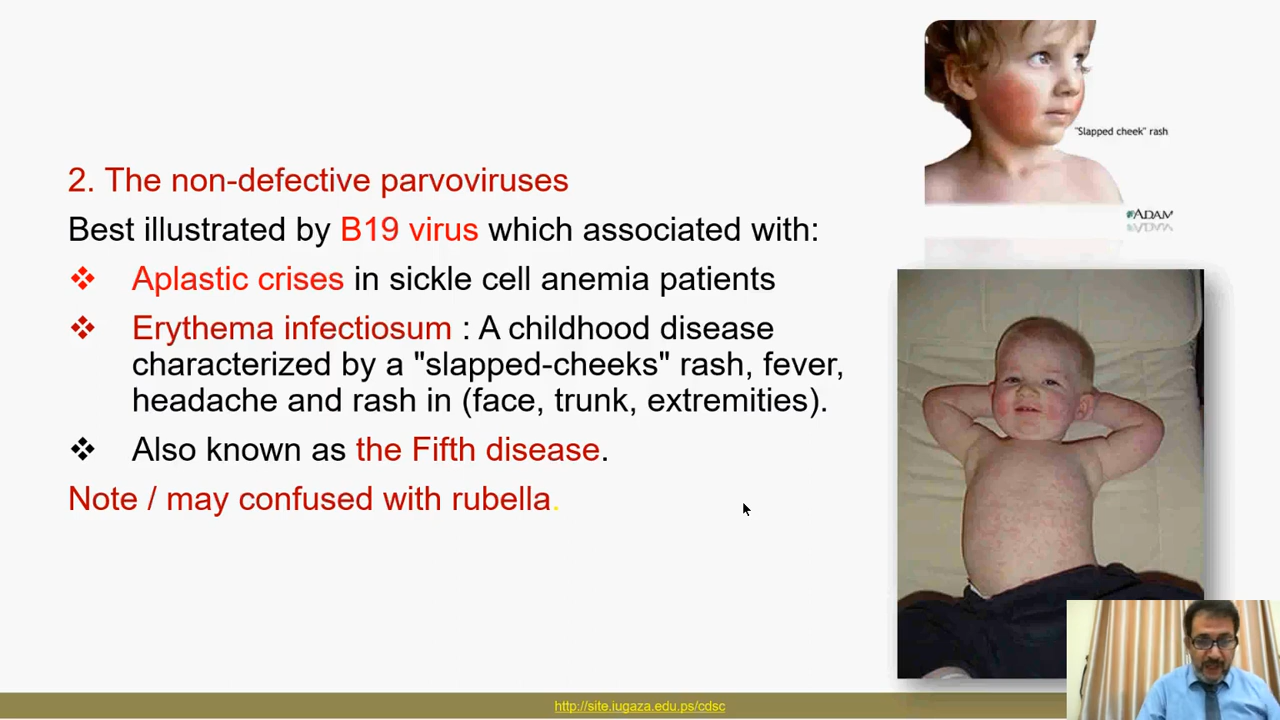 2. The non-defective parvoviruses
Best illustrated by B19 virus which associated with:
❖ Aplastic crises in sickle cell anemia patients
❖ Erythema infectiosum : A childhood disease
characterized by a "slapped-cheeks" rash, fever,
headache and rash in (face, trunk, extremities).
❖ Also known as the Fifth disease.
Note / may confused with rubella.
"Slapped cheek" rash
ADAM
http://site.iugaza.edu.ps/cdsc